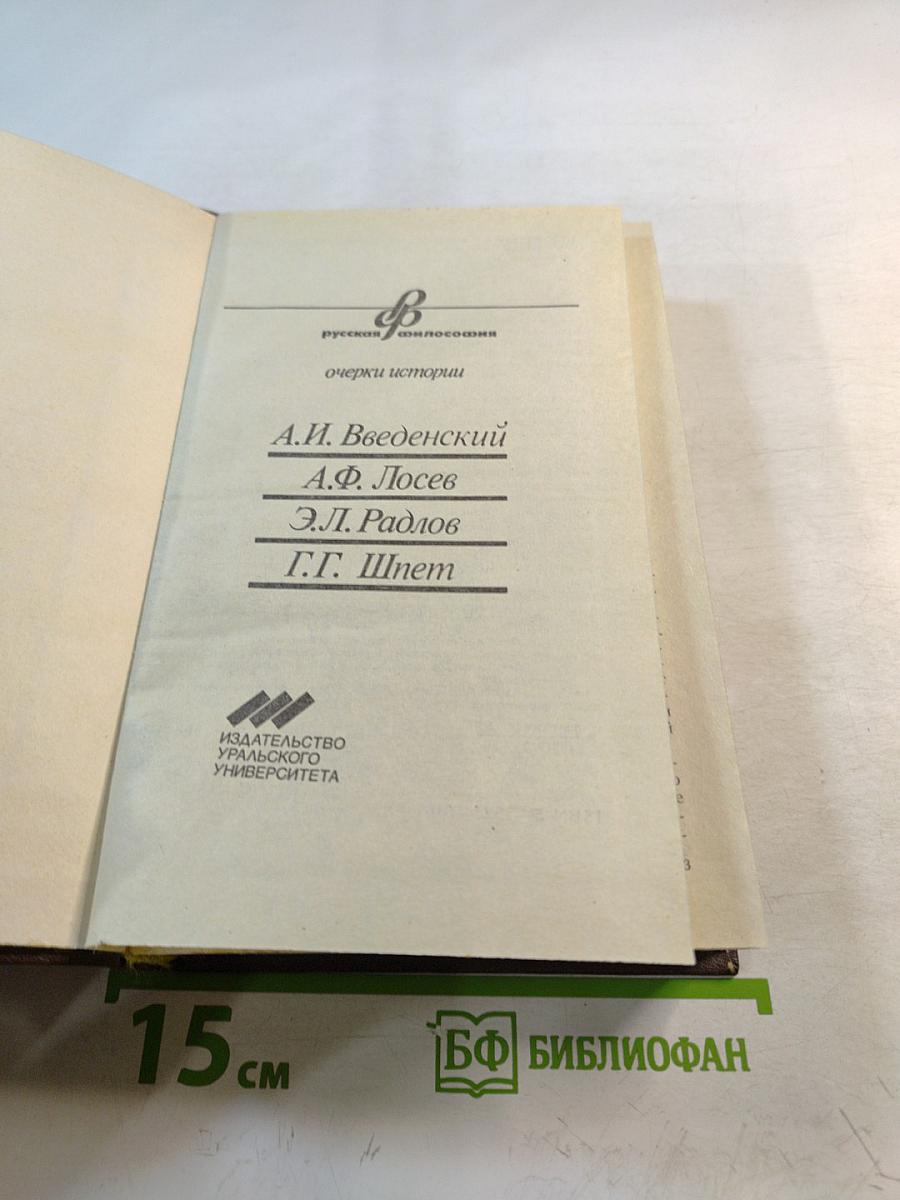 русская философия
очерки истории
А.И. Введенский
А.Ф. Лосев
Э.Л. Радлов
Г.Г. Шпет
ИЗДАТЕЛЬСТВО
УРАЛЬСКОГО
УНИВЕРСИТЕТА
15 см
БФ БИБЛИОФАН